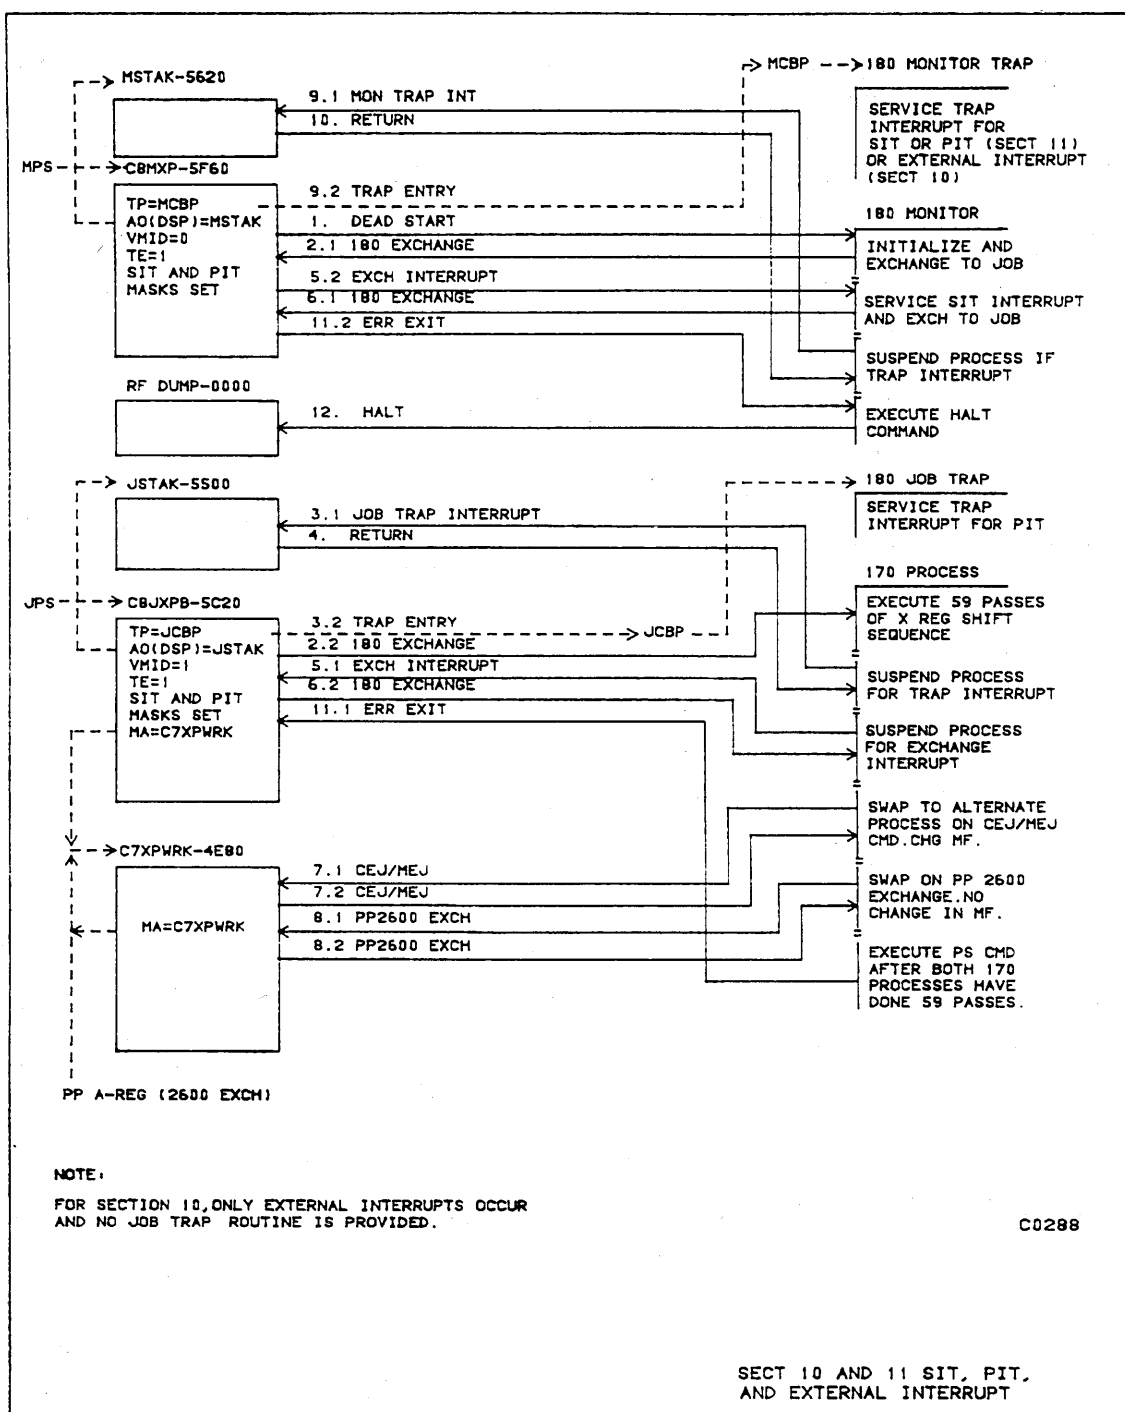 MSTAK-5620
MCBP
180 MONITOR TRAP
9.1 MON TRAP INT
10. RETURN
SERVICE TRAP
INTERRUPT FOR
SIT OR PIT (SECT 11)
OR EXTERNAL INTERRUPT
(SECT 10)
MPS
C8MXP-5F60
9.2 TRAP ENTRY
TP=MCBP
A0(DSP)=MSTAK
VMID=0
TE=1
SIT AND PIT
MASKS SET
1. DEAD START
2.1 180 EXCHANGE
5.2 EXCH INTERRUPT
6.1 180 EXCHANGE
11.2 ERR EXIT
180 MONITOR
INITIALIZE AND
EXCHANGE TO JOB
SERVICE SIT INTERRUPT
AND EXCH TO JOB
SUSPEND PROCESS IF
TRAP INTERRUPT
RF DUMP-0000
12. HALT
EXECUTE HALT
COMMAND
JSTAK-5500
180 JOB TRAP
3.1 JOB TRAP INTERRUPT
4. RETURN
SERVICE TRAP
INTERRUPT FOR PIT
170 PROCESS
JPS
C8JXPB-5C20
EXECUTE 59 PASSES
OF X REG SHIFT
SEQUENCE
TP=JCBP
A0(DSP)=JSTAK
VMID=1
TE=1
SIT AND PIT
MASKS SET
MA=C7XPWRK
3.2 TRAP ENTRY
JCBP
2.2 180 EXCHANGE
5.1 EXCH INTERRUPT
6.2 180 EXCHANGE
11.1 ERR EXIT
SUSPEND PROCESS
FOR TRAP INTERRUPT
SUSPEND PROCESS
FOR EXCHANGE
INTERRUPT
SWAP TO ALTERNATE
PROCESS ON CEJ/MEJ
CMD.CHG MF.
C7XPWRK-4E80
7.1 CEJ/MEJ
7.2 CEJ/MEJ
8.1 PP2600 EXCH
8.2 PP2600 EXCH
MA=C7XPWRK
SWAP ON PP 2600
EXCHANGE.NO
CHANGE IN MF.
EXECUTE PS CMD
AFTER BOTH 170
PROCESSES HAVE
DONE 59 PASSES.
PP A-REG (2600 EXCH)
NOTE:
FOR SECTION 10,ONLY EXTERNAL INTERRUPTS OCCUR
AND NO JOB TRAP ROUTINE IS PROVIDED.
C0288
SECT 10 AND 11 SIT, PIT,
AND EXTERNAL INTERRUPT